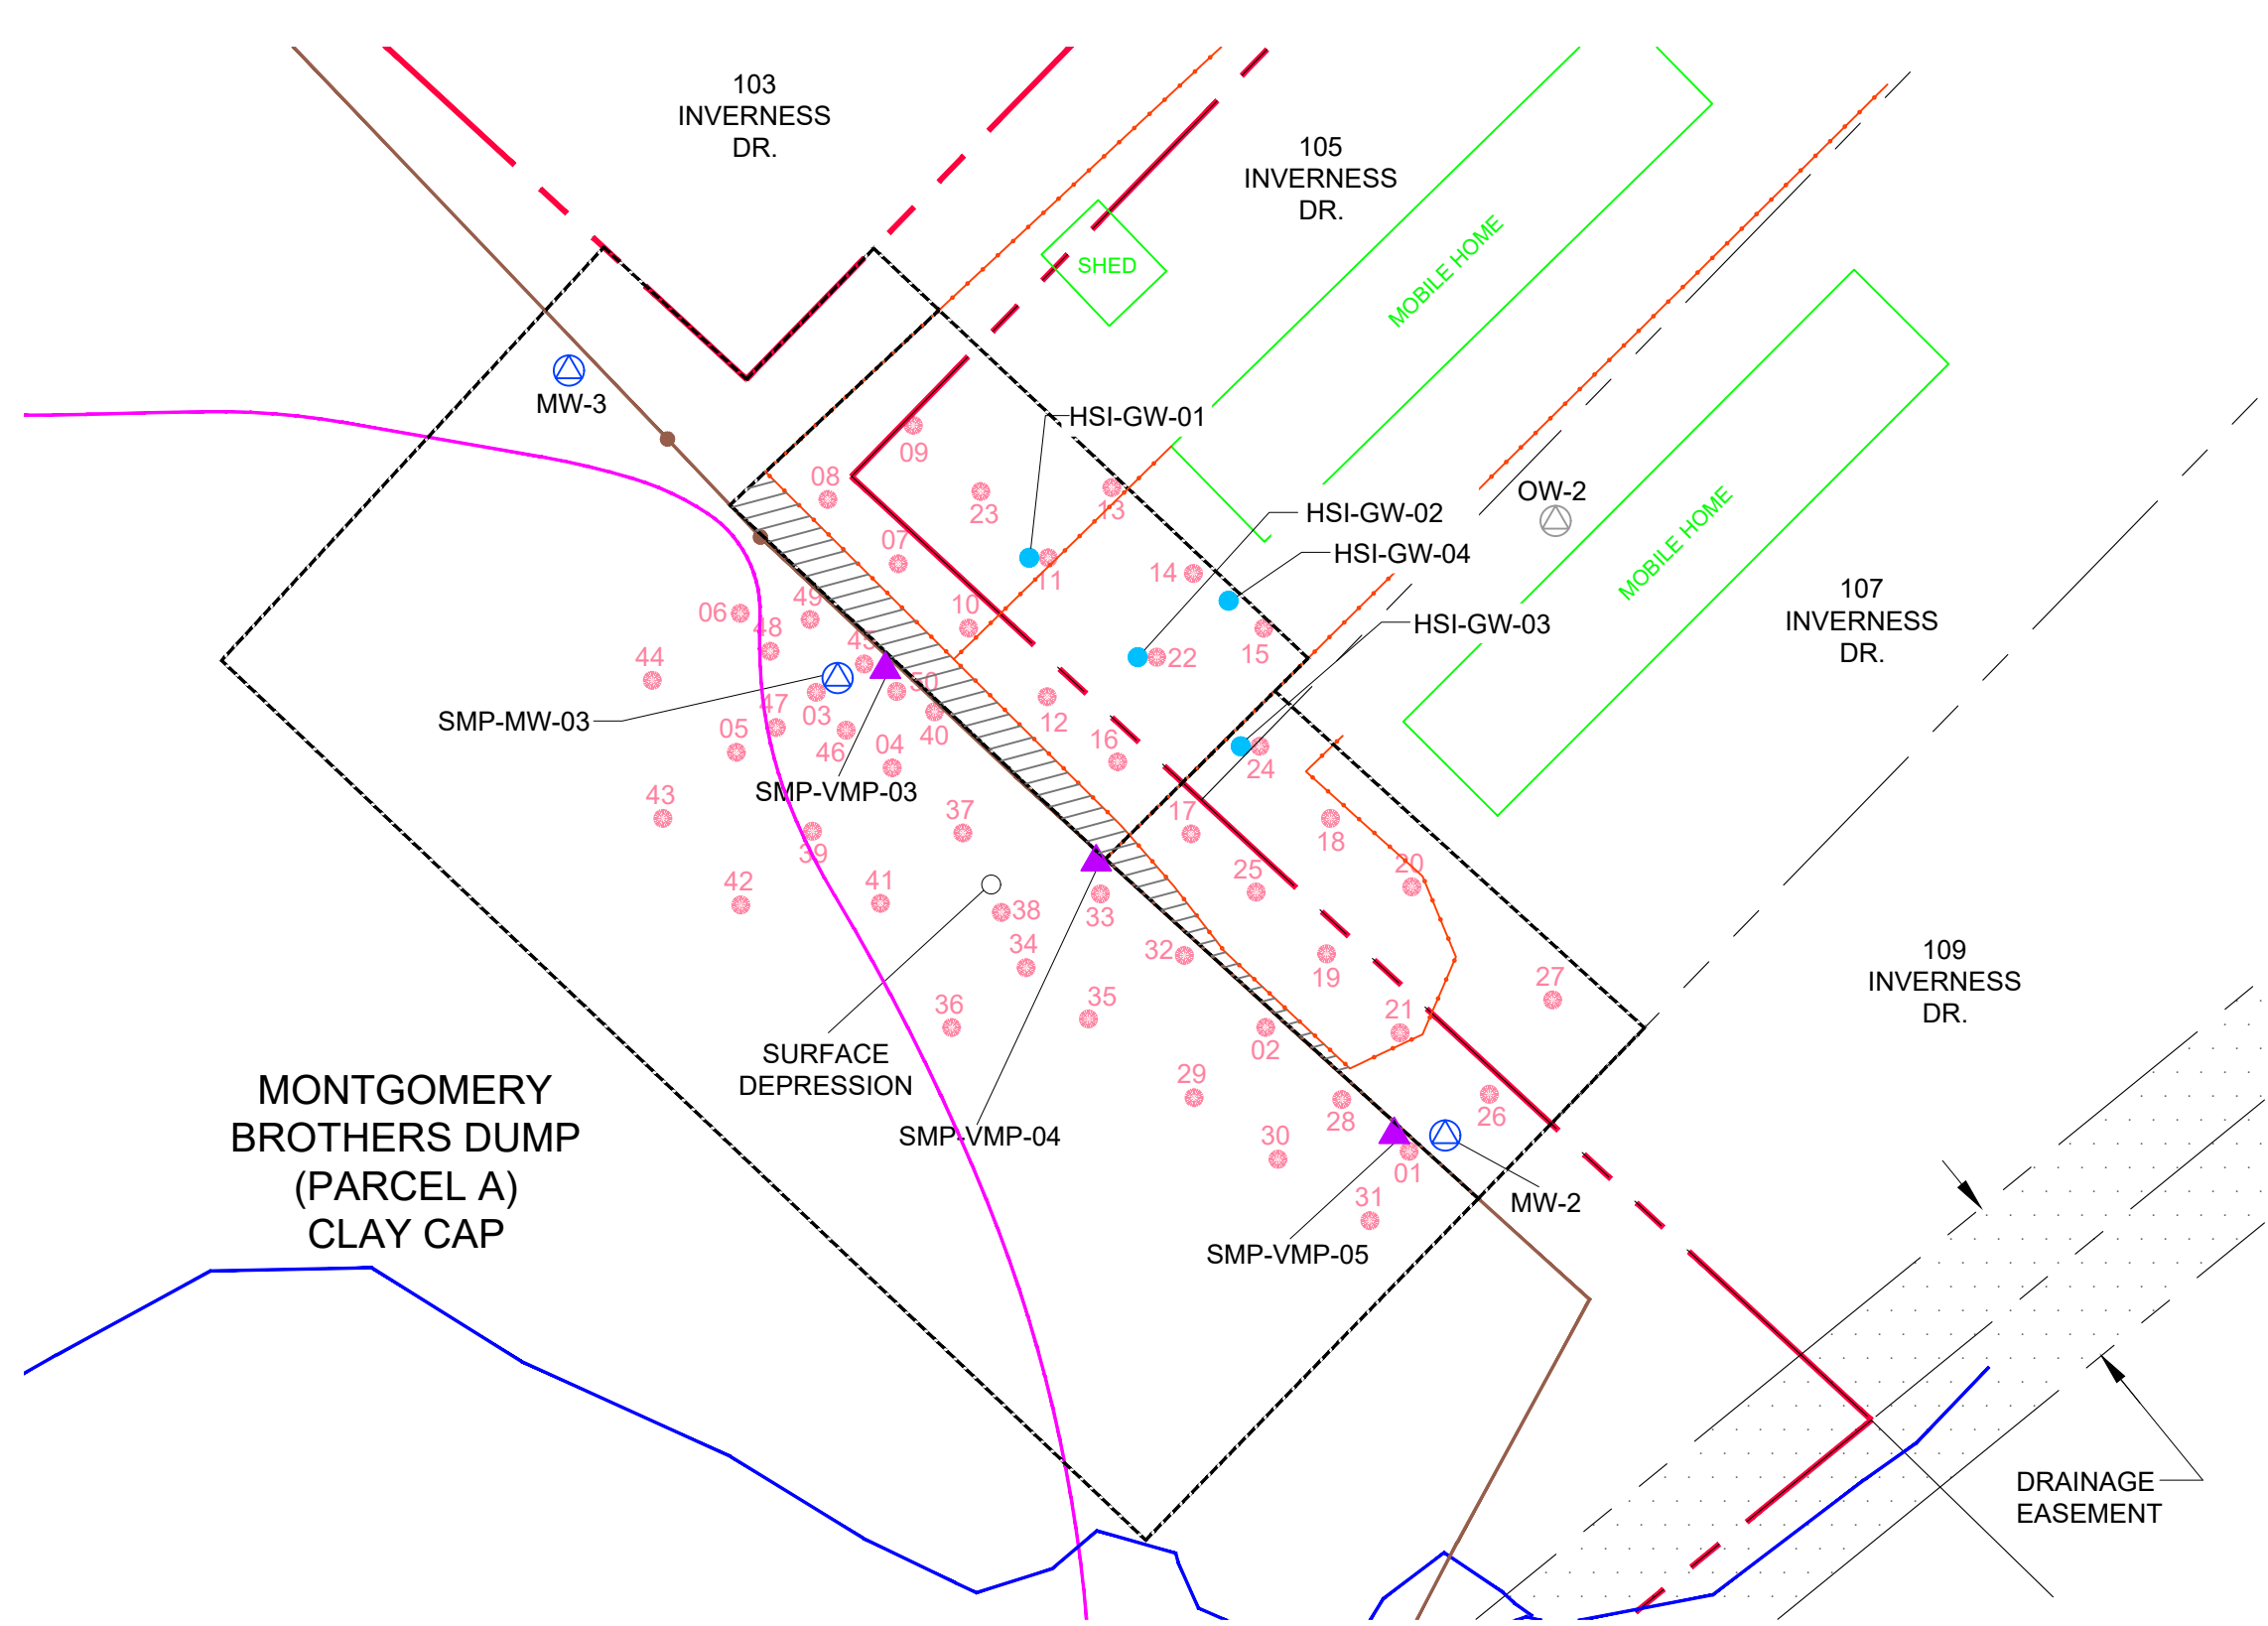 103
INVERNESS
DR.
105
INVERNESS
DR.
SHED
MOBILE HOME
MW-3
HSI-GW-01
09
08
23
13
OW-2
HSI-GW-02
MOBILE HOME
07
HSI-GW-04
14
11
107
INVERNESS
DR.
49
10
06
48
HSI-GW-03
45
15
44
22
50
47
03
SMP-MW-03
12
05
40
46
04
16
24
SMP-VMP-03
43
37
17
18
39
20
25
42
41
38
33
34
32
109
INVERNESS
DR.
19
27
36
35
21
SURFACE
DEPRESSION
02
29
MONTGOMERY
BROTHERS DUMP
(PARCEL A)
CLAY CAP
28
26
SMP-VMP-04
30
01
31
MW-2
SMP-VMP-05
DRAINAGE
EASEMENT